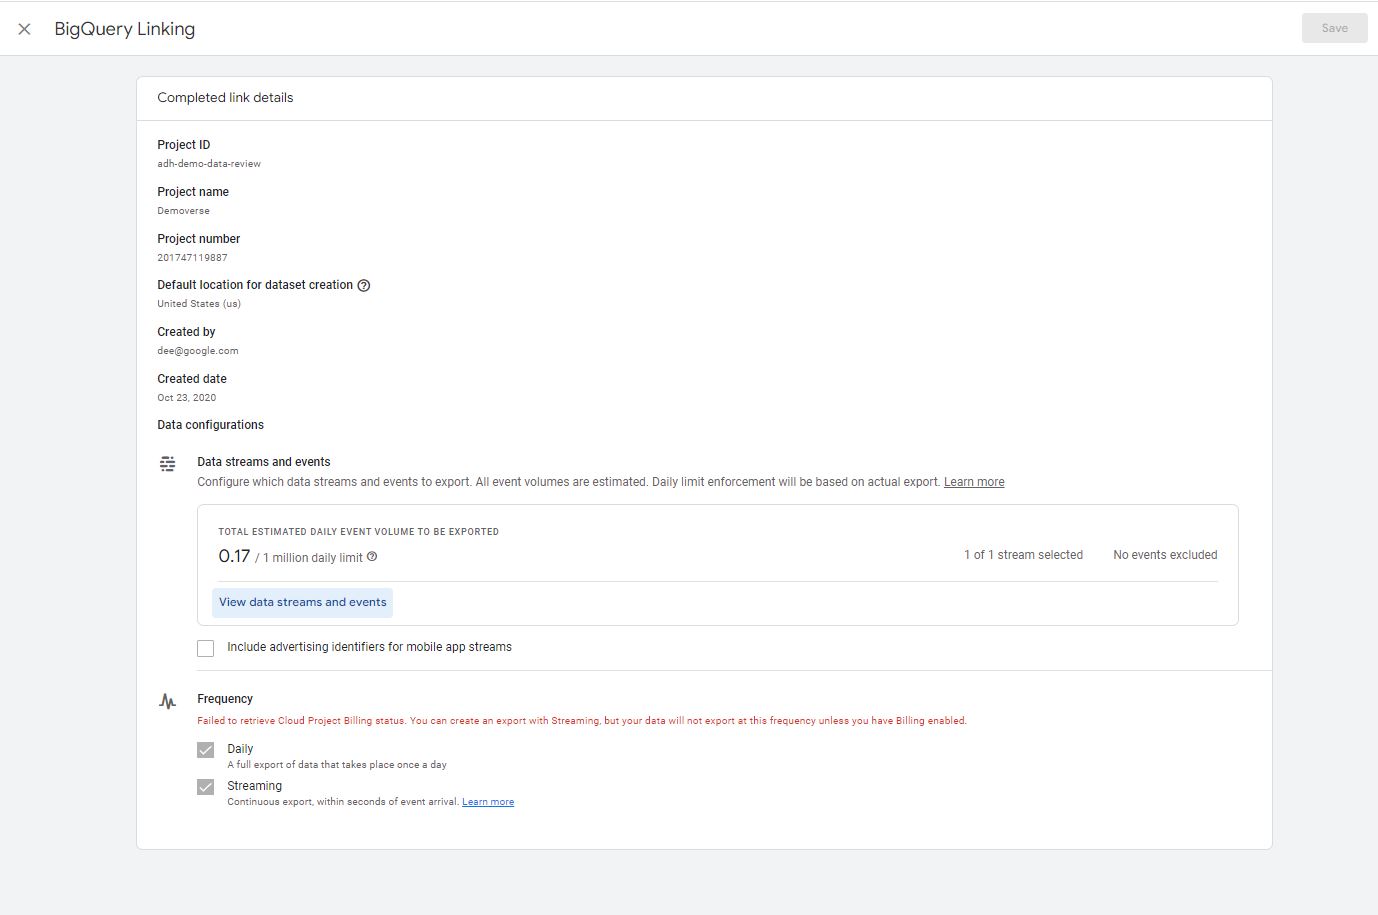 BigQuery Linking
Save
Completed link details
Project ID
adh-demo-data-review
Project name
Demoverse
Project number
201747119887
Default location for dataset creation
United States (us)
Created by
dee@google.com
Created date
Oct 23, 2020
Data configurations
Data streams and events
Configure which data streams and events to export. All event volumes are estimated. Daily limit enforcement will be based on actual export. Learn more
TOTAL ESTIMATED DAILY EVENT VOLUME TO BE EXPORTED
0.17 / 1 million daily limit 1 of 1 stream selected No events excluded
View data streams and events
Include advertising identifiers for mobile app streams
Frequency
Failed to retrieve Cloud Project Billing status. You can create an export with Streaming, but your data will not export at this frequency unless you have Billing enabled.
Daily
A full export of data that takes place once a day
Streaming
Continuous export, within seconds of event arrival. Learn more